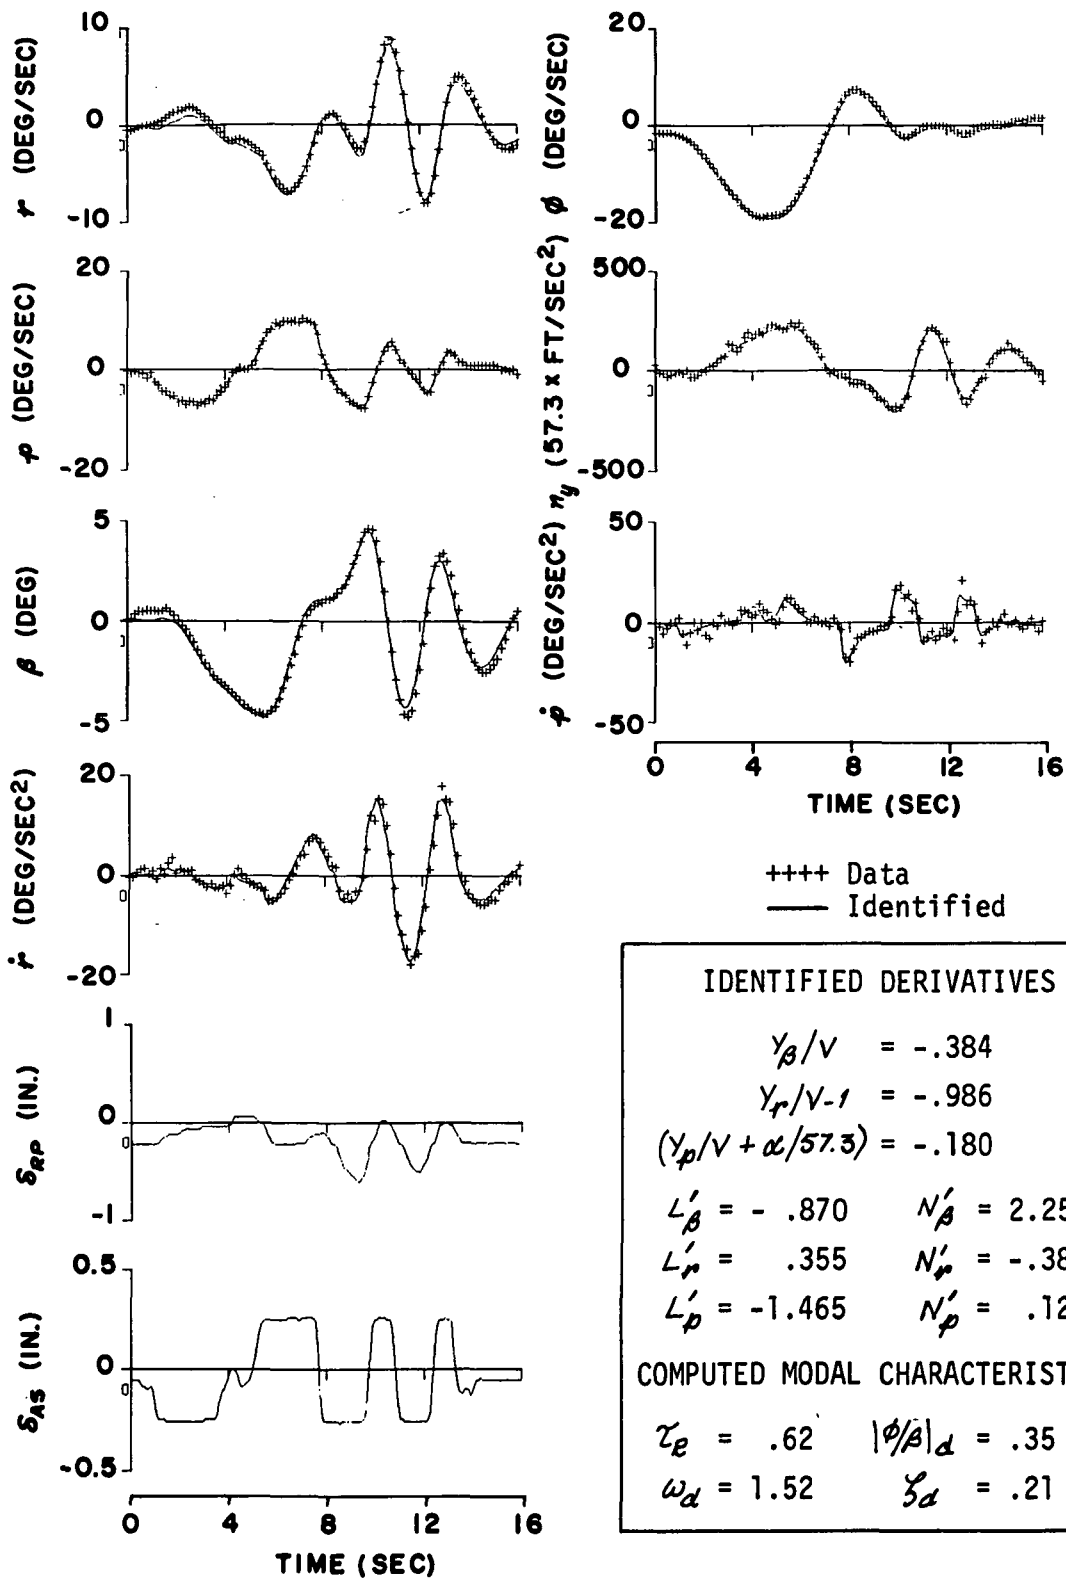 10
0
-10
r (DEG/SEC)
20
0
-20
p (DEG/SEC)
5
0
-5
β (DEG)
20
0
-20
ṙ (DEG/SEC²)
1
0
-1
δRP (IN.)
0.5
0
-0.5
δAS (IN.)
0 4 8 12 16
TIME (SEC)
20
0
-20
φ (DEG/SEC)
500
0
-500
n_y (57.3 x FT/SEC²)
50
0
-50
ṗ (DEG/SEC²)
0 4 8 12 16
TIME (SEC)
++++ Data
—— Identified
IDENTIFIED DERIVATIVES
Yβ/V = -.384
Yr/V-1 = -.986
(Yp/V + α/57.3) = -.180
L'β = - .870 N'β = 2.25
L'r = .355 N'r = -.38
L'p = -1.465 N'p = .12
COMPUTED MODAL CHARACTERIST
τR = .62 |φ/β|d = .35
ωd = 1.52 ζd = .21